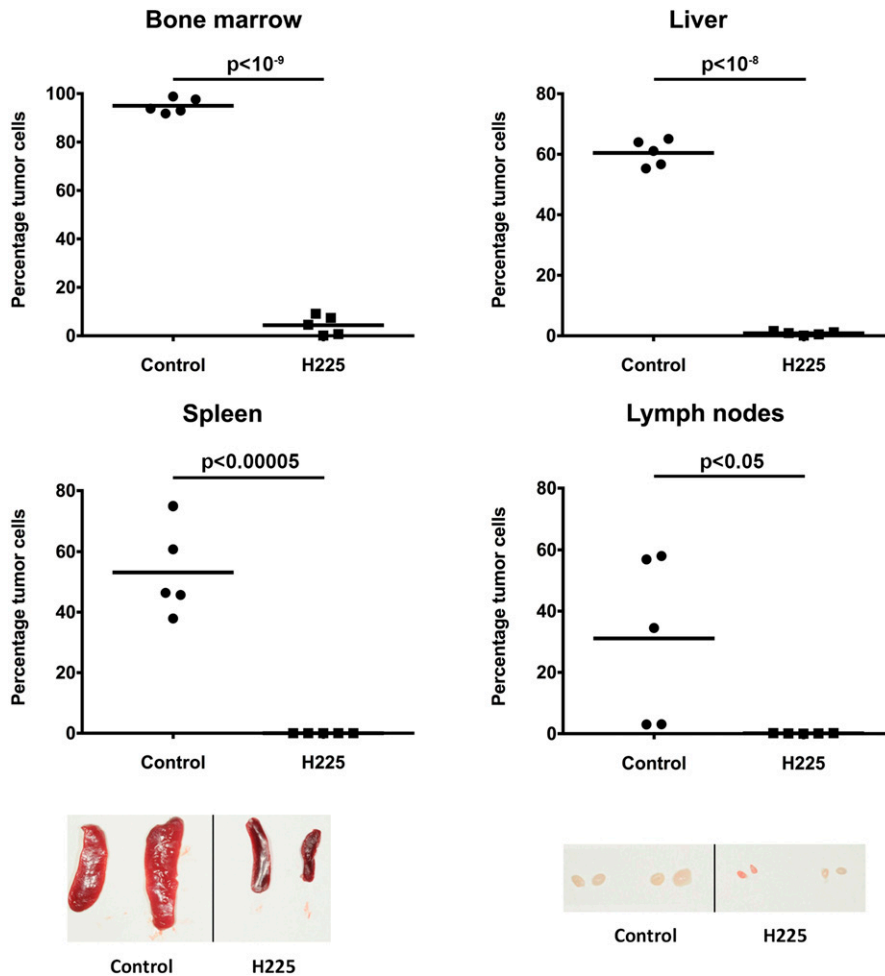 Bone marrow
p<10⁻⁹
Percentage tumor cells
100
80
60
40
20
0
Control H225
Liver
p<10⁻⁸
Percentage tumor cells
80
60
40
20
0
Control H225
Spleen
p<0.00005
Percentage tumor cells
80
60
40
20
0
Control H225
Lymph nodes
p<0.05
Percentage tumor cells
80
60
40
20
0
Control H225
Control H225
Control H225